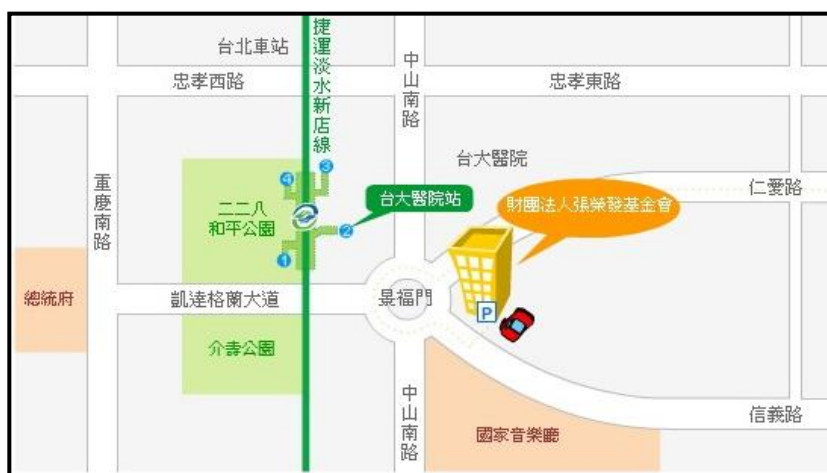 台北車站
捷運淡水新店線
中山南路
忠孝西路
忠孝東路
台大醫院
重慶南路
二二八
和平公園
4
3
2
1
台大醫院站
財團法人張榮發基金會
仁愛路
總統府
凱達格蘭大道
景福門
P
介壽公園
中山南路
國家音樂廳
信義路